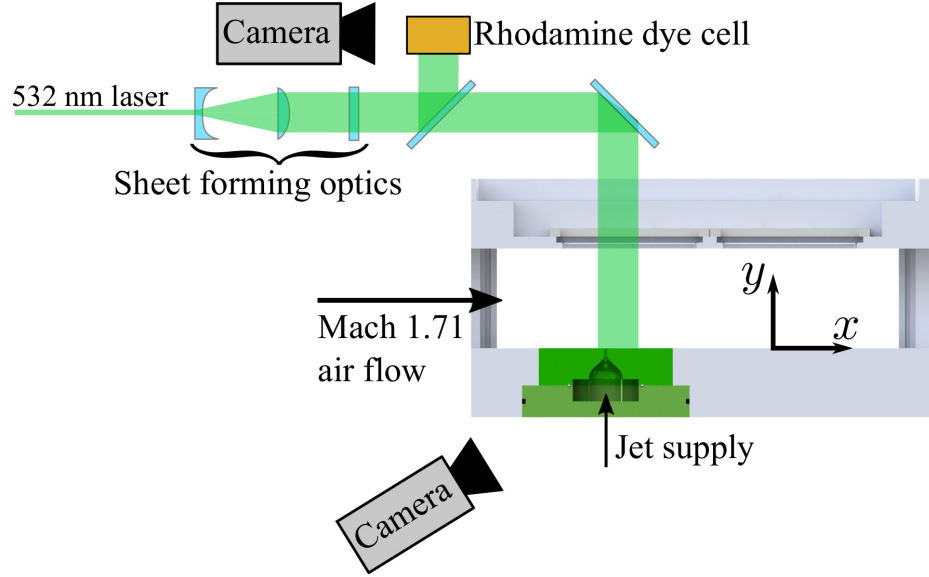 Camera
Rhodamine dye cell
532 nm laser
Sheet forming optics
Mach 1.71
air flow
y
x
Jet supply
Camera